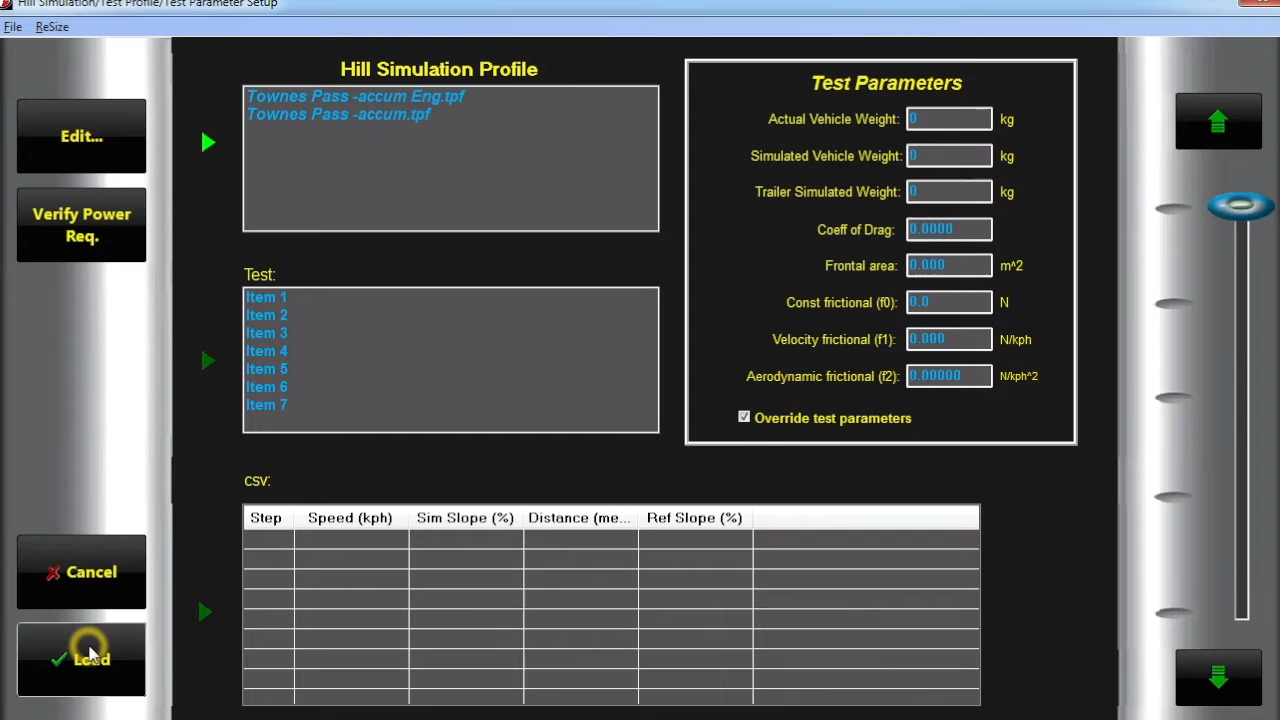 Hill Simulation/Test Profile/Test Parameter Setup
File ReSize
Edit...
Verify Power
Req.
Cancel
Load
Hill Simulation Profile
Townes Pass -accum Eng.tpf
Townes Pass -accum.tpf
Test:
Item 1
Item 2
Item 3
Item 4
Item 5
Item 6
Item 7
Test Parameters
Actual Vehicle Weight: 0 kg
Simulated Vehicle Weight: 0 kg
Trailer Simulated Weight: 0 kg
Coeff of Drag: 0.0000
Frontal area: 0.000 m^2
Const frictional (f0): 0.0 N
Velocity frictional (f1): 0.000 N/kph
Aerodynamic frictional (f2): 0.00000 N/kph^2
Override test parameters
csv:
Step Speed (kph) Sim Slope (%) Distance (me... Ref Slope (%)